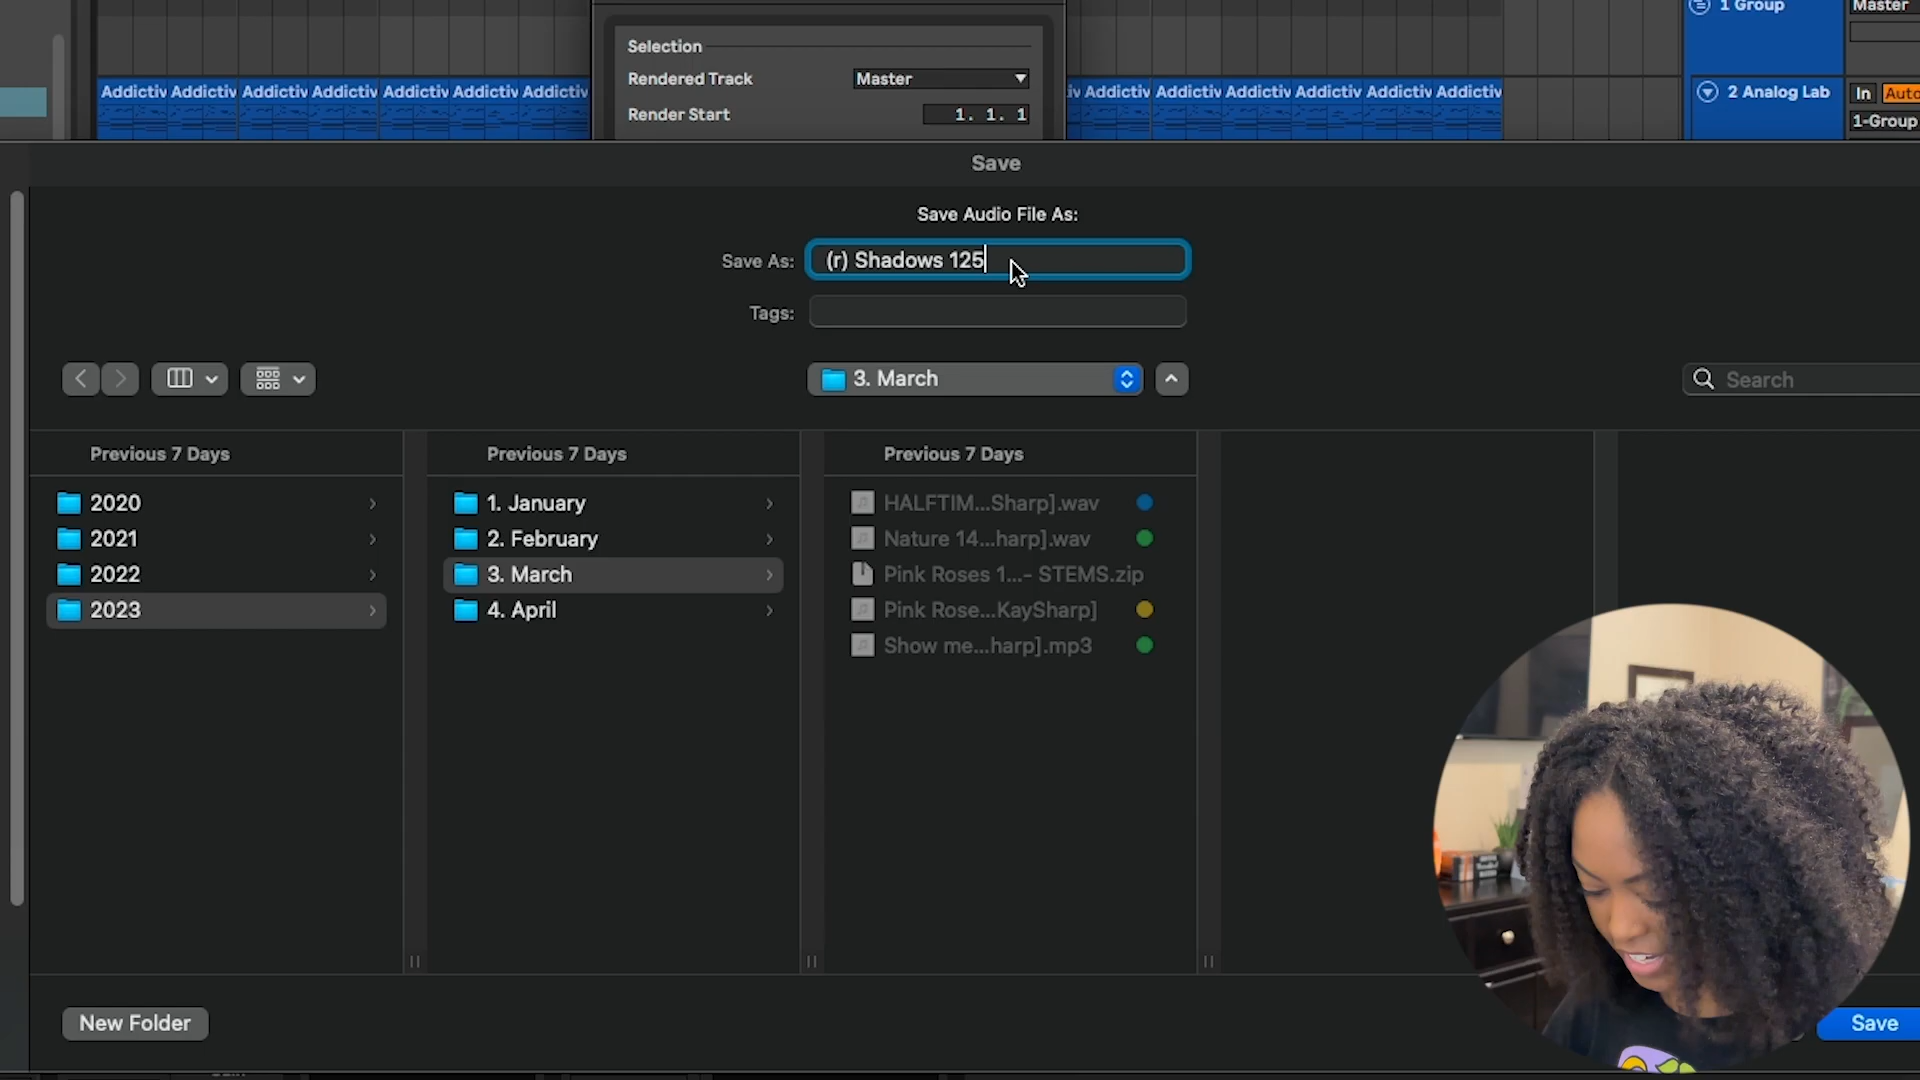 1 Group
Master
Selection
Rendered Track Master
Render Start 1. 1. 1
Addictiv Addictiv Addictiv Addictiv Addictiv Addictiv Addictiv
iv Addictiv Addictiv Addictiv Addictiv Addictiv Addictiv
2 Analog Lab
In Auto
1-Group
Save
Save Audio File As:
Save As: (r) Shadows 125
Tags:
3. March
Search
Previous 7 Days
2020
2021
2022
2023
Previous 7 Days
1. January
2. February
3. March
4. April
Previous 7 Days
HALFTIM...Sharp].wav
Nature 14...harp].wav
Pink Roses 1...- STEMS.zip
Pink Rose...KaySharp]
Show me...harp].mp3
New Folder
Save